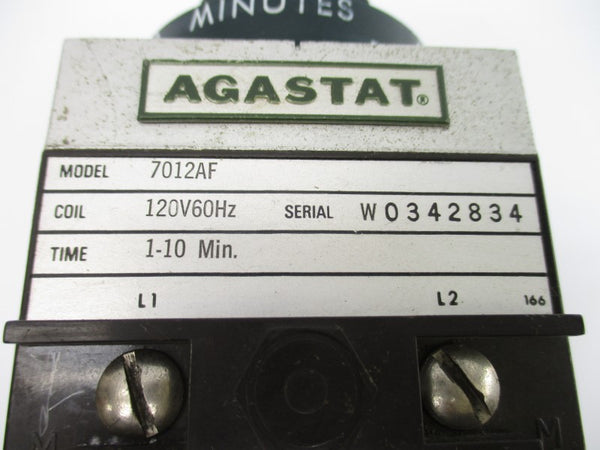 MINUTES
AGASTAT®
MODEL 7012AF
COIL 120V60Hz SERIAL W0342834
TIME 1-10 Min.
L1 L2 166
M M